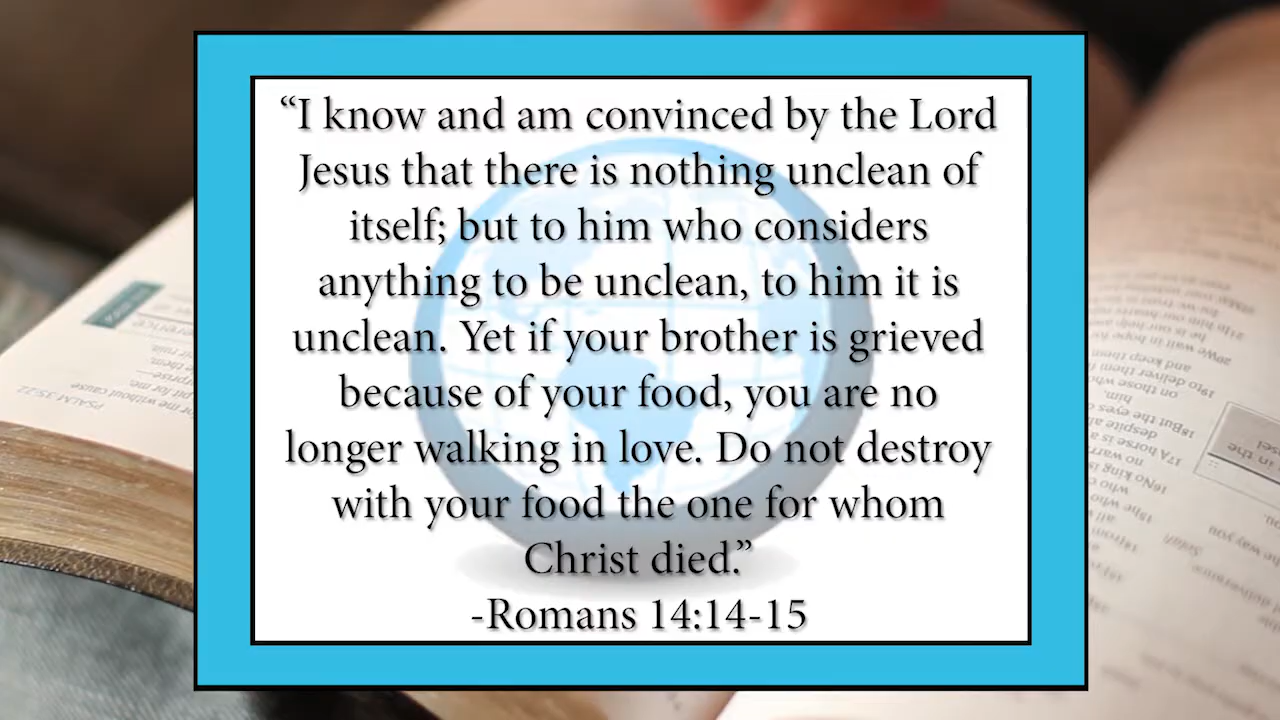 “I know and am convinced by the Lord
Jesus that there is nothing unclean of
itself; but to him who considers
anything to be unclean, to him it is
unclean. Yet if your brother is grieved
because of your food, you are no
longer walking in love. Do not destroy
with your food the one for whom
Christ died.”
-Romans 14:14-15
PSALM 35:22